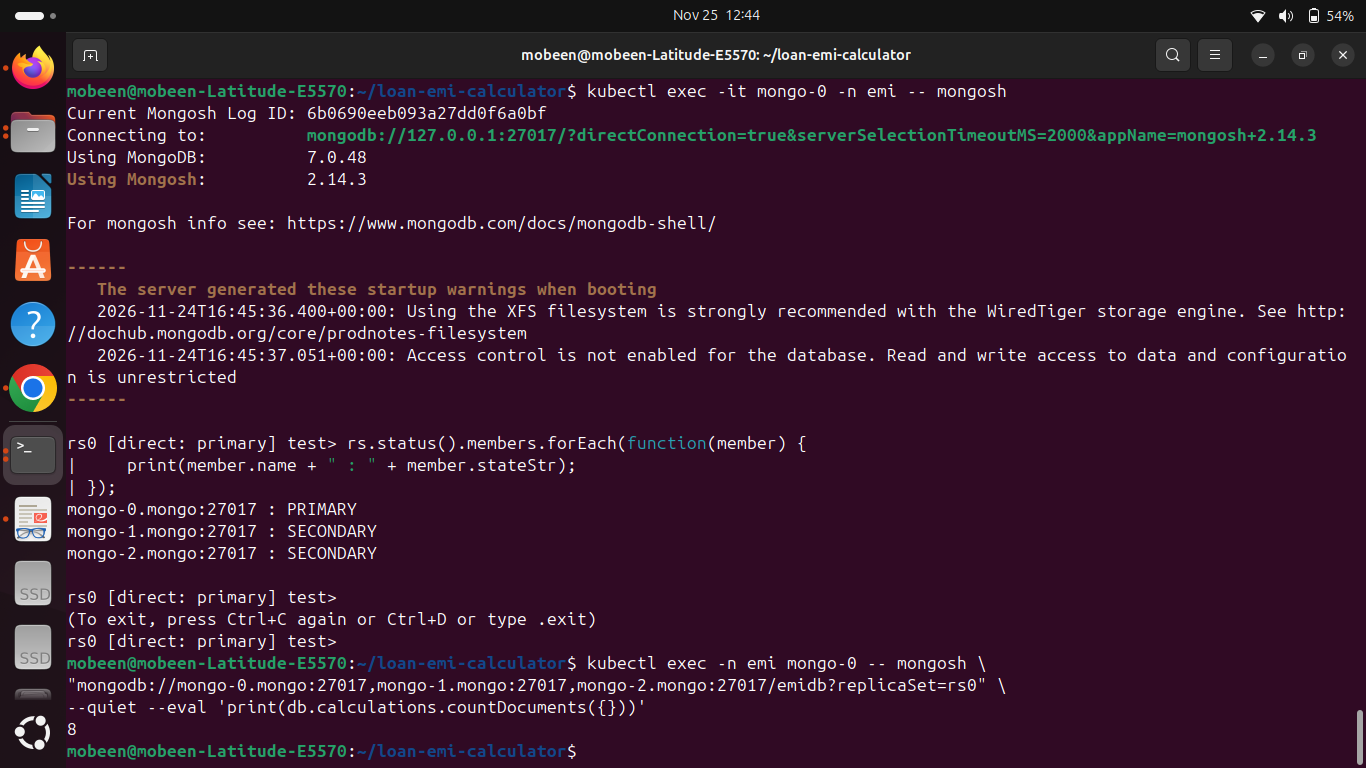 Nov 25 12:44
54%
mobeen@mobeen-Latitude-E5570: ~/loan-emi-calculator
mobeen@mobeen-Latitude-E5570:~/loan-emi-calculator$ kubectl exec -it mongo-0 -n emi -- mongosh
Current Mongosh Log ID: 6b0690eeb093a27dd0f6a0bf
Connecting to: mongodb://127.0.0.1:27017/?directConnection=true&serverSelectionTimeoutMS=2000&appName=mongosh+2.14.3
Using MongoDB: 7.0.48
Using Mongosh: 2.14.3
For mongosh info see: https://www.mongodb.com/docs/mongodb-shell/
------
The server generated these startup warnings when booting
2026-11-24T16:45:36.400+00:00: Using the XFS filesystem is strongly recommended with the WiredTiger storage engine. See http:
//dochub.mongodb.org/core/prodnotes-filesystem
2026-11-24T16:45:37.051+00:00: Access control is not enabled for the database. Read and write access to data and configuratio
n is unrestricted
------
rs0 [direct: primary] test> rs.status().members.forEach(function(member) {
|     print(member.name + " : " + member.stateStr);
| });
mongo-0.mongo:27017 : PRIMARY
mongo-1.mongo:27017 : SECONDARY
mongo-2.mongo:27017 : SECONDARY
rs0 [direct: primary] test>
(To exit, press Ctrl+C again or Ctrl+D or type .exit)
rs0 [direct: primary] test>
mobeen@mobeen-Latitude-E5570:~/loan-emi-calculator$ kubectl exec -n emi mongo-0 -- mongosh \
"mongodb://mongo-0.mongo:27017,mongo-1.mongo:27017,mongo-2.mongo:27017/emidb?replicaSet=rs0" \
--quiet --eval 'print(db.calculations.countDocuments({}))'
8
mobeen@mobeen-Latitude-E5570:~/loan-emi-calculator$
SSD
SSD